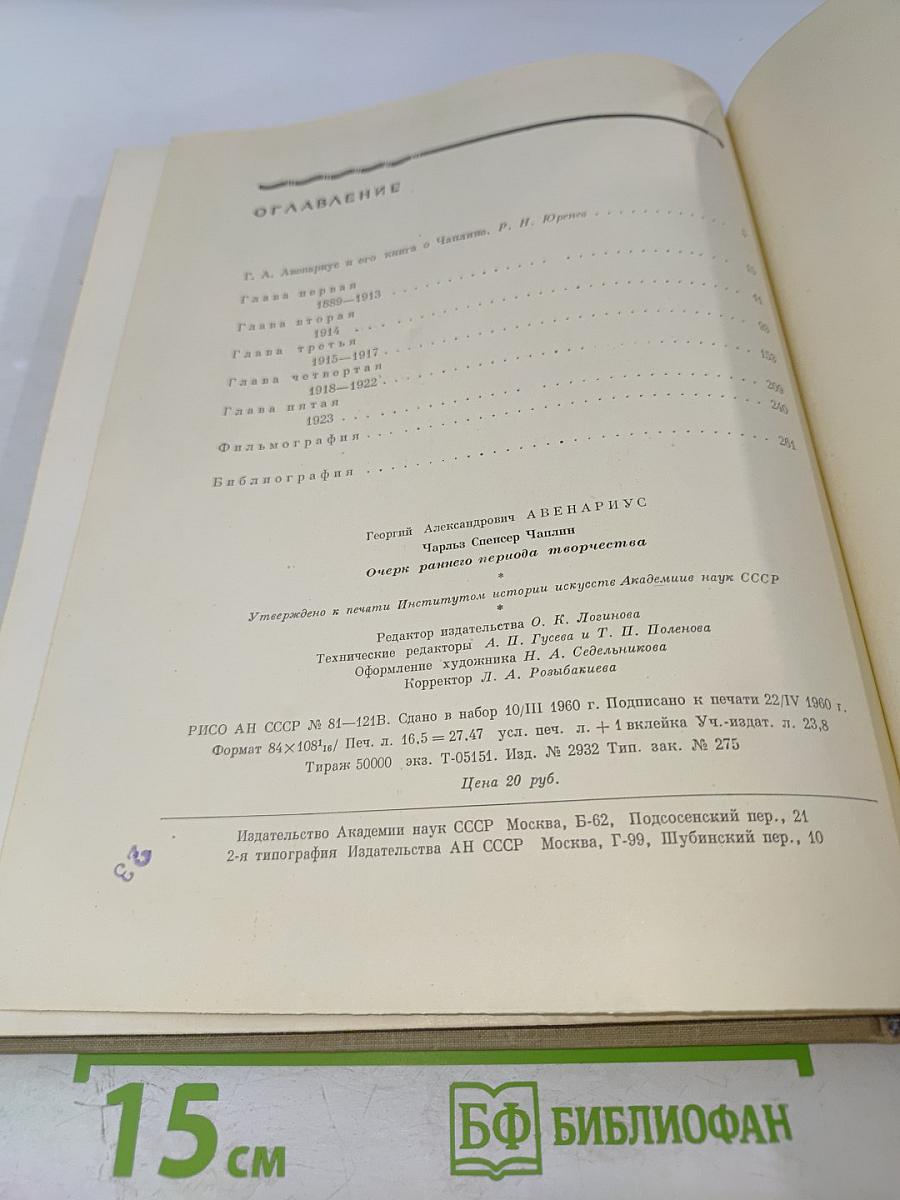 ОГЛАВЛЕНИЕ
Г. А. Авенариус и его книга о Чаплине. Р. Н. Юренев
Глава первая
1889—1913
Глава вторая
1914
Глава третья
1915—1917
Глава четвертая
1918—1922
153
Глава пятая
1923
209
Фильмография
240
Библиография
261
Георгий Александрович АВЕНАРИУС
Чарльз Спенсер Чаплин
Очерк раннего периода творчества
*
Утверждено к печати Институтом истории искусств Академиив наук СССР
*
Редактор издательства О. К. Логинова
Технические редакторы А. П. Гусева и Т. П. Поленова
Оформление художника Н. А. Седельникова
Корректор Л. А. Розыбакиева
РИСО АН СССР № 81—121В. Сдано в набор 10/III 1960 г. Подписано к печати 22/IV 1960 г.
Формат 84×108¹₁₆/ Печ. л. 16,5 = 27,47 усл. печ. л. + 1 вклейка Уч.-издат. л. 23,8
Тираж 50000 экз. Т-05151. Изд. № 2932 Тип. зак. № 275
Цена 20 руб.
Издательство Академии наук СССР Москва, Б-62, Подсосенский пер., 21
2-я типография Издательства АН СССР Москва, Г-99, Шубинский пер., 10
15 см
БФ БИБЛИОФАН